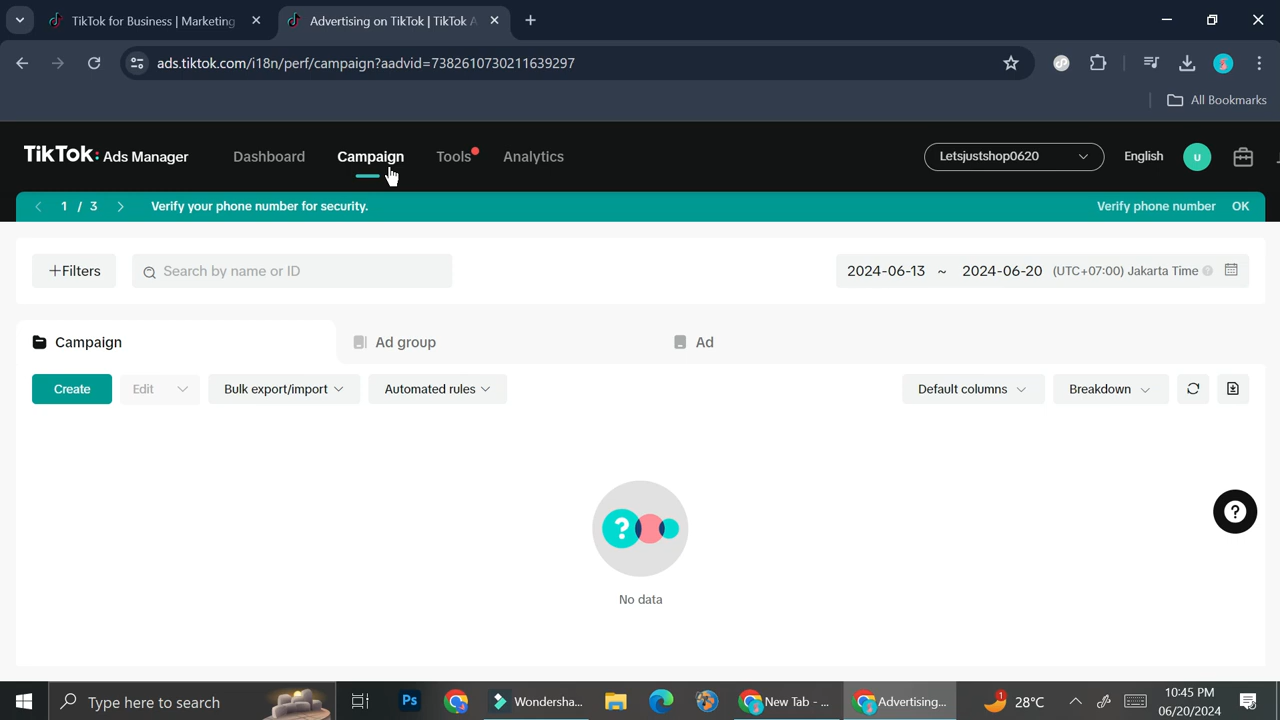 TikTok for Business | Marketing
Advertising on TikTok | TikTok A
ads.tiktok.com/i18n/perf/campaign?aadvid=7382610730211639297
All Bookmarks
TikTok: Ads Manager
Dashboard
Campaign
Tools
Analytics
Letsjustshop0620
English
U
1 / 3
Verify your phone number for security.
Verify phone number
OK
+Filters
Search by name or ID
2024-06-13 ~ 2024-06-20 (UTC+07:00) Jakarta Time
Campaign
Ad group
Ad
Create
Edit
Bulk export/import
Automated rules
Default columns
Breakdown
?
No data
?
Type here to search
Ps
Wondersha...
New Tab - ...
Advertising...
1
28°C
10:45 PM
06/20/2024